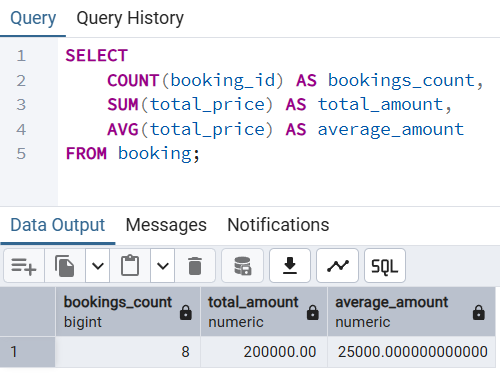 Query Query History
1 SELECT
2 COUNT(booking_id) AS bookings_count,
3 SUM(total_price) AS total_amount,
4 AVG(total_price) AS average_amount
5 FROM booking;
Data Output Messages Notifications
SQL
bookings_count total_amount average_amount
bigint numeric numeric
1 8 200000.00 25000.000000000000